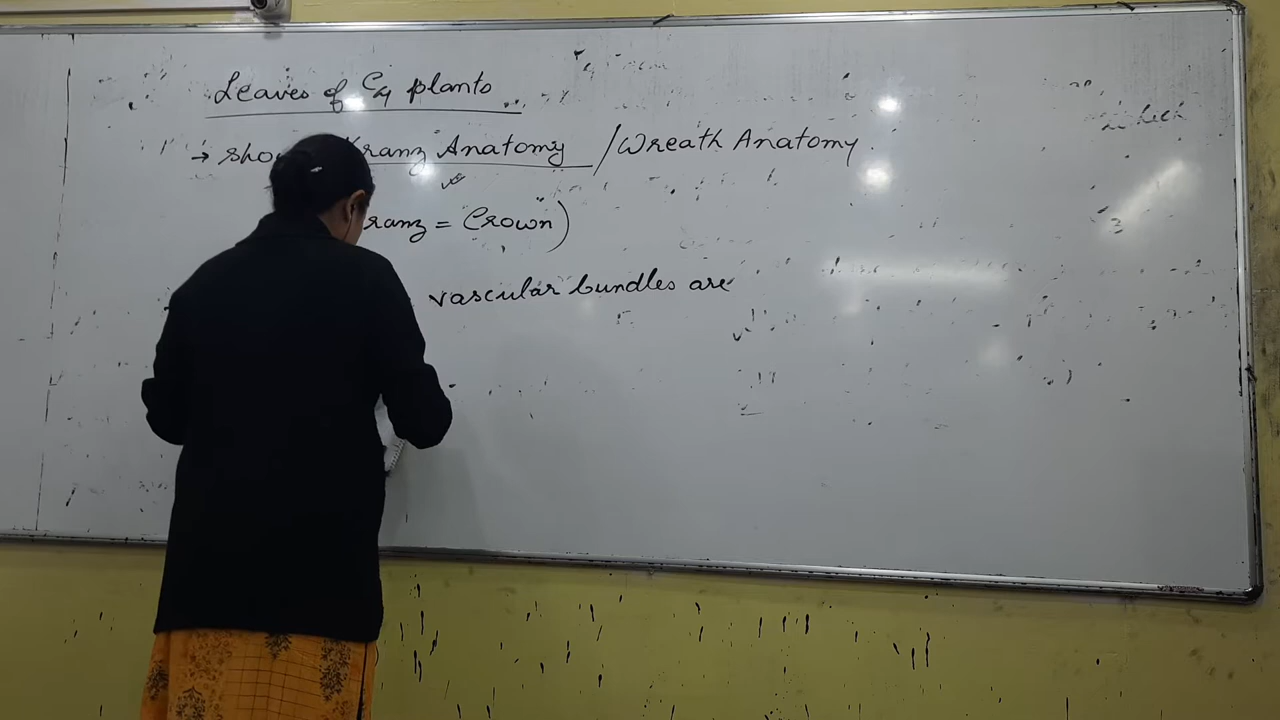 Leaves of C4 plants
→ sho Kranz Anatomy / Wreath Anatomy.
ranz = Crown)
vascular bundles are